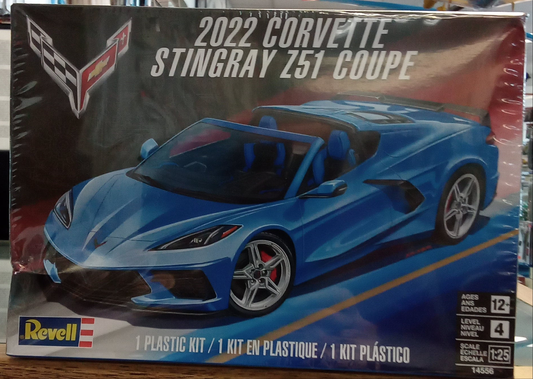 2022 CORVETTE
STINGRAY Z51 COUPE
Revell
1 PLASTIC KIT / 1 KIT EN PLASTIQUE / 1 KIT PLÁSTICO
AGES
ANS
EDADES
12+
LEVEL
NIVEAU
NIVEL
4
SCALE
ÉCHELLE
ESCALA
1:25
14556